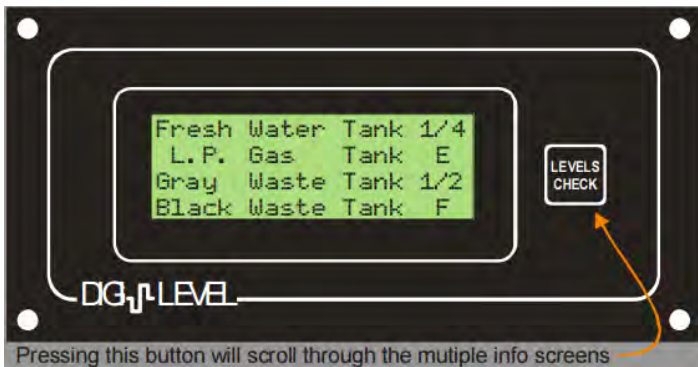 Fresh Water Tank 1/4
L.P. Gas Tank E
Gray Waste Tank 1/2
Black Waste Tank F
LEVELS
CHECK
DIGI LEVEL
Pressing this button will scroll through the mutiple info screens